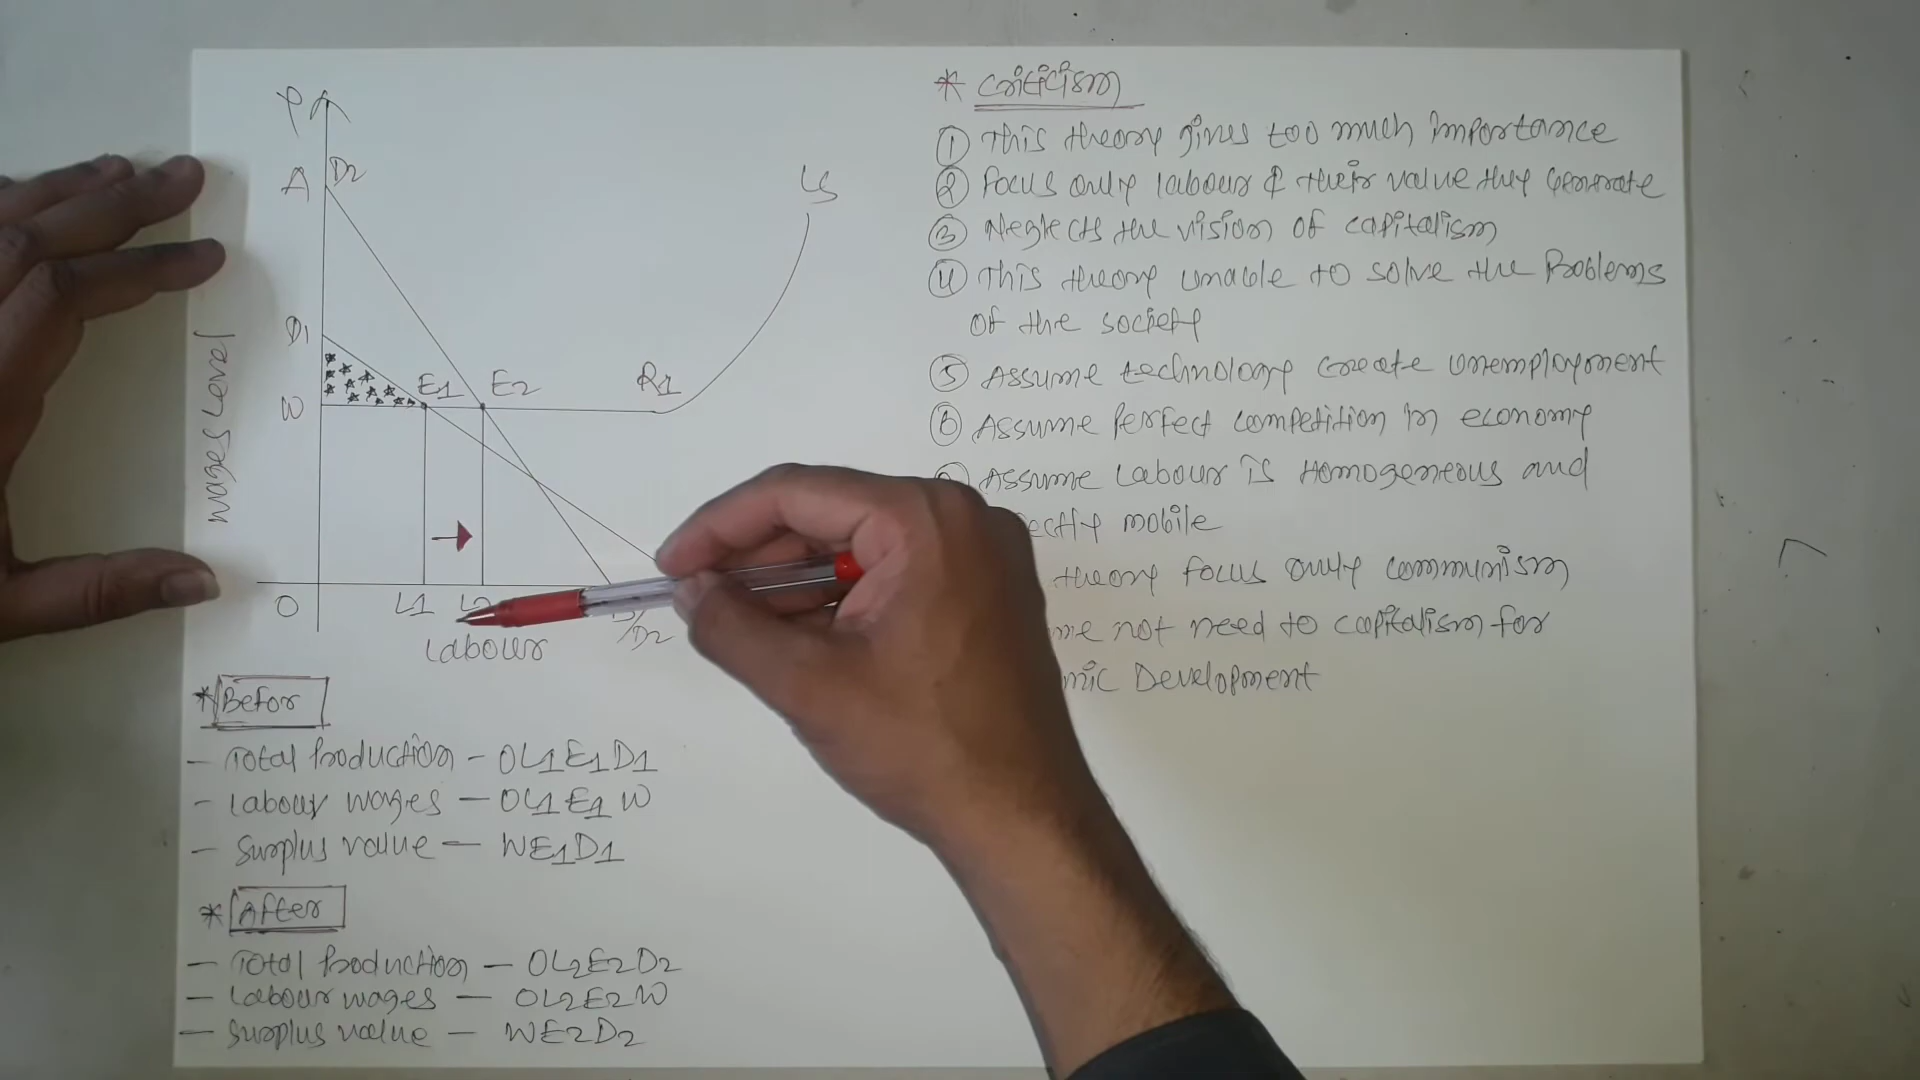 P
A D2
D1
W
E1 E2 R1 LS
Wages Level
O L1 L2
D2
Labour
* Befor
- Total Production - OL1E1D1
- Labour wages - OL1E1W
- Surplus value - WE1D1
* After
- Total Production - OL2E2D2
- Labour wages - OL2E2W
- Surplus value - WE2D2
* Criticism
① This theory gives too much importance
② Focus only labour & their value they Generate
③ Neglects the vision of capitalism
④ This theory unable to solve the Problems
of the society
⑤ Assume technology create Unemployment
⑥ Assume Perfect competition in economy
Assume Labour is Homogeneous and
mobile
theory focus only communism
not need to capitalism for
Development